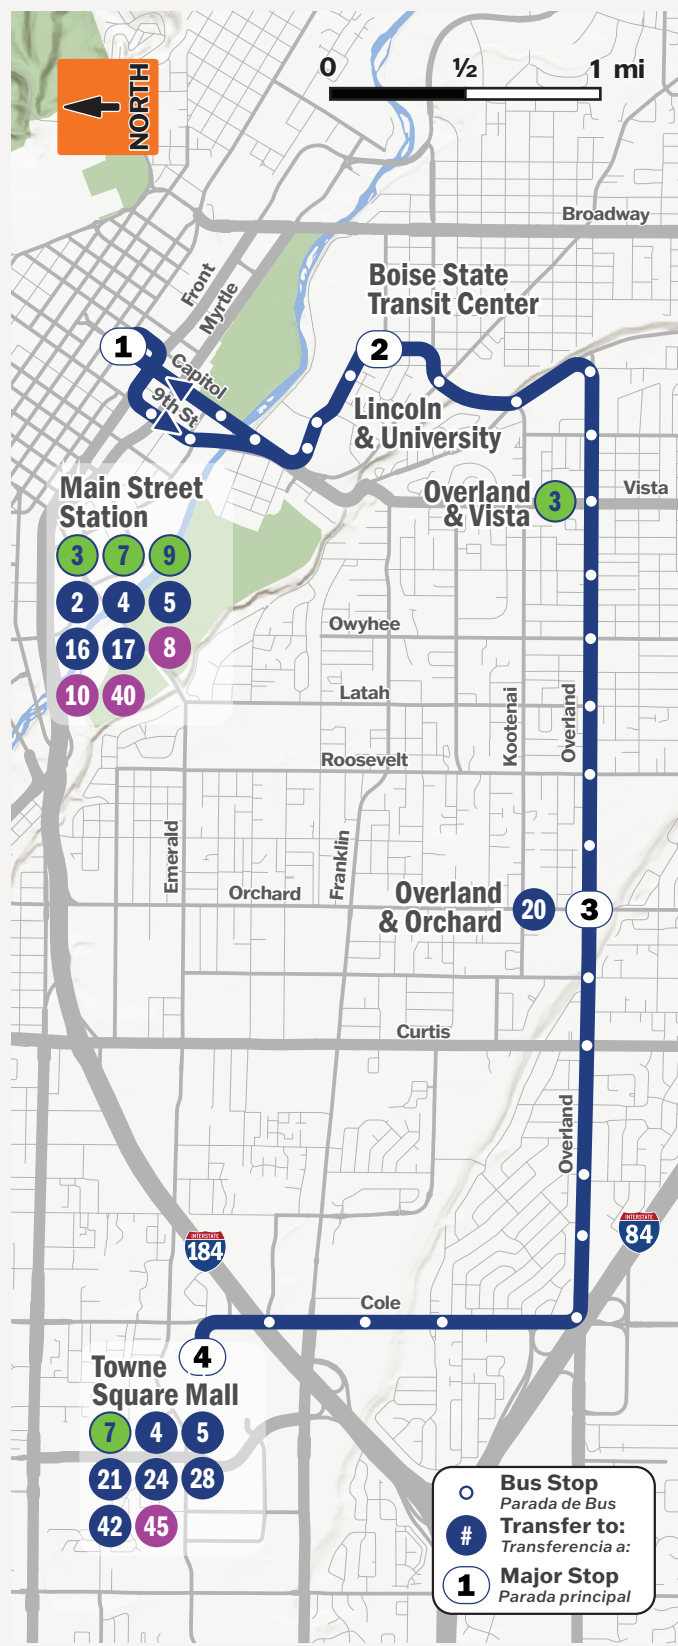 NORTH
0 ½ 1 mi
Broadway
Boise State
Transit Center
Front
Myrtle
1
2
Capitol
9th St
Lincoln
& University
Main Street
Station
3 7 9
2 4 5
16 17 8
10 40
Overland
& Vista
3
Vista
Owyhee
Latah
Kootenai
Overland
Roosevelt
Emerald
Franklin
Orchard
Overland
& Orchard
20
3
Curtis
Overland
INTERSTATE
184
INTERSTATE
84
Cole
4
Towne
Square Mall
7 4 5
21 24 28
42 45
Bus Stop
Parada de Bus
# Transfer to:
Transferencia a:
1 Major Stop
Parada principal